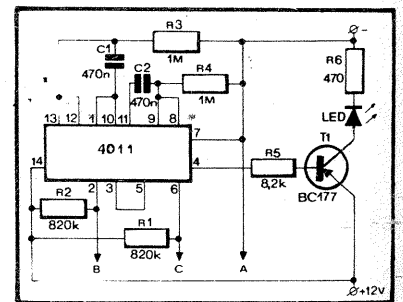 R3
1M
C1
470n
C2
470n
R4
1M
R6
470
LED
T1
BC177
13 12 1 10 11 9 8
14
4011
7
4
R5
8,2k
2 3 5 6
R2
820k
R1
820k
B
C
A
-
+12V